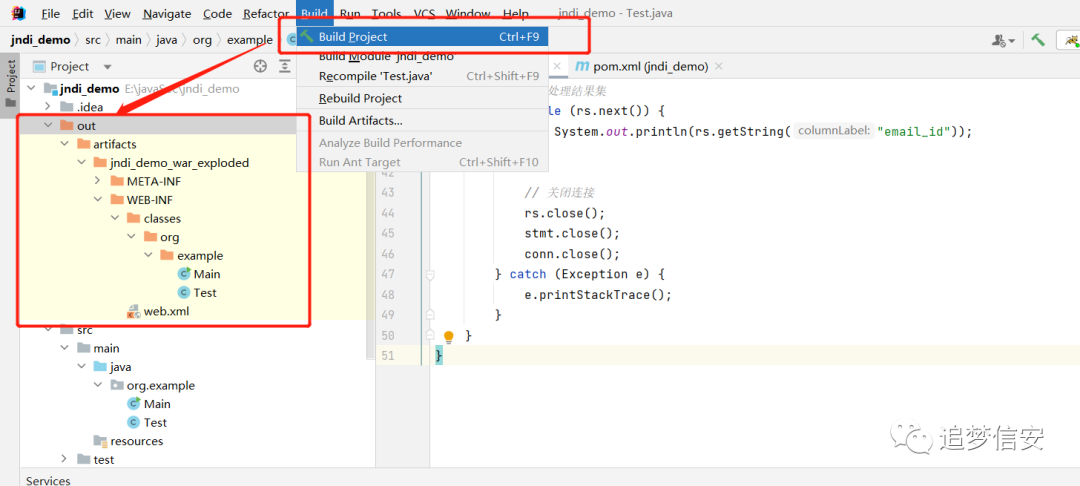 File Edit View Navigate Code Refactor Build Run Tools VCS Window Help jndi_demo - Test.java
jndi_demo › src › main › java › org › example
Build Project Ctrl+F9
Build Module 'jndi_demo'
Recompile 'Test.java' Ctrl+Shift+F9
Rebuild Project
Build Artifacts...
Analyze Build Performance
Run Ant Target Ctrl+Shift+F10
Project
Project
jndi_demo E:\javaSec\jndi_demo
.idea
out
artifacts
jndi_demo_war_exploded
META-INF
WEB-INF
classes
org
example
Main
Test
web.xml
src
main
java
org.example
Main
Test
resources
test
pom.xml (jndi_demo)
处理结果集
le (rs.next()) {
System.out.println(rs.getString( columnLabel: "email_id"));
42
43 // 关闭连接
44 rs.close();
45 stmt.close();
46 conn.close();
47 } catch (Exception e) {
48 e.printStackTrace();
49 }
50 }
51 }
追梦信安
Services